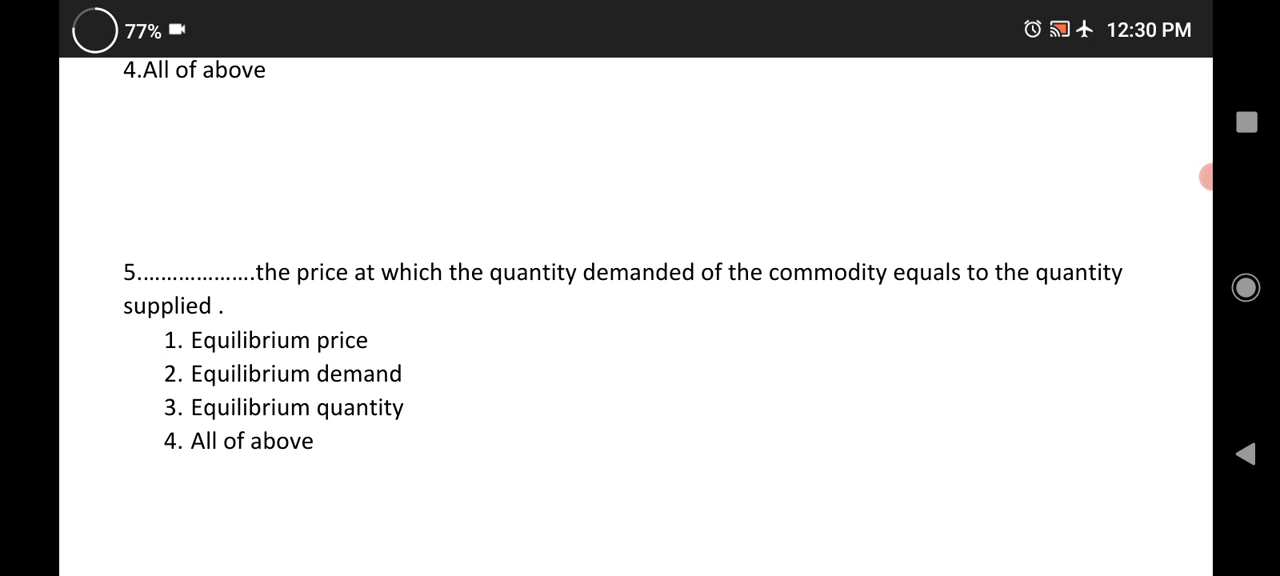 77% 12:30 PM
4.All of above
5....................the price at which the quantity demanded of the commodity equals to the quantity
supplied .
1. Equilibrium price
2. Equilibrium demand
3. Equilibrium quantity
4. All of above